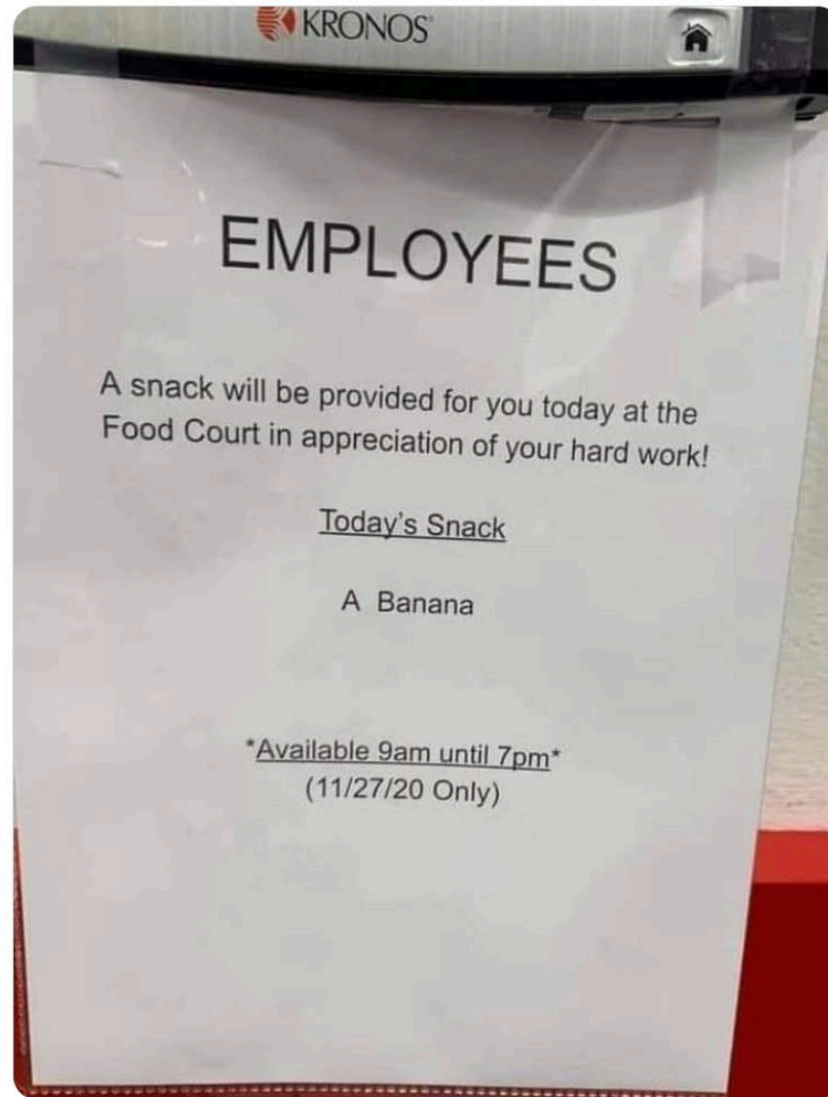 KRONOS
EMPLOYEES
A snack will be provided for you today at the
Food Court in appreciation of your hard work!
Today's Snack
A Banana
*Available 9am until 7pm*
(11/27/20 Only)